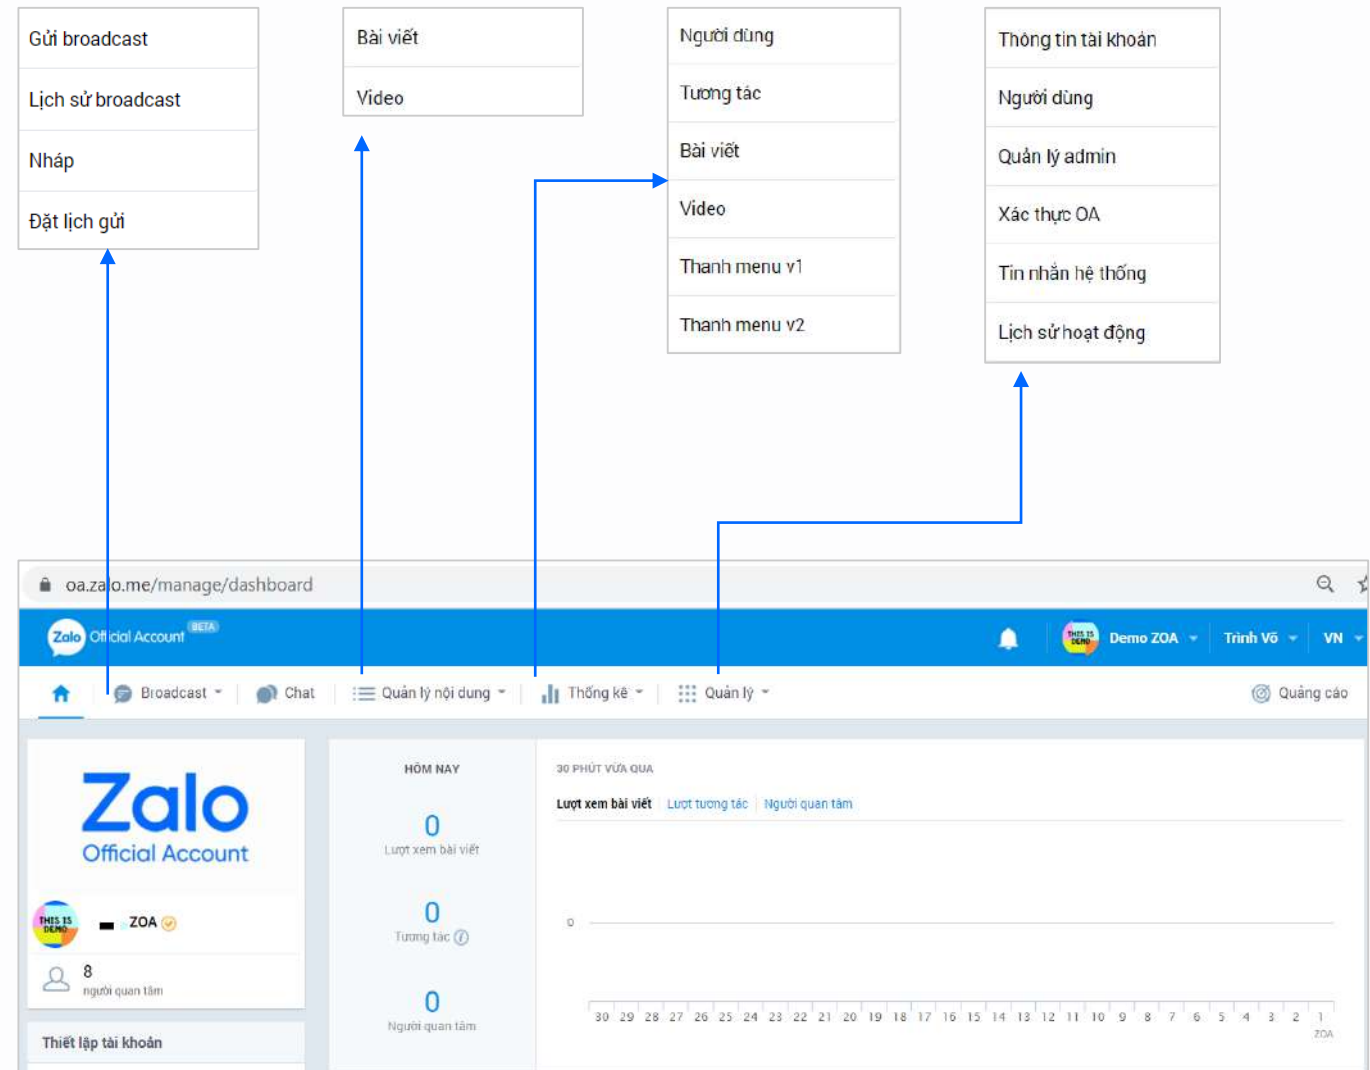 Gửi broadcast
Lịch sử broadcast
Nháp
Đặt lịch gửi
Bài viết
Video
Người dùng
Tương tác
Bài viết
Video
Thanh menu v1
Thanh menu v2
Thông tin tài khoản
Người dùng
Quản lý admin
Xác thực OA
Tin nhắn hệ thống
Lịch sử hoạt động
oa.zalo.me/manage/dashboard
Zalo Official Account BETA
THIS IS DEMO Demo ZOA Trinh Võ VN
Broadcast Chat Quản lý nội dung Thống kê Quản lý Quảng cáo
Zalo
Official Account
THIS IS
DEMO
ZOA
8
người quan tâm
Thiết lập tài khoản
HÔM NAY
0
Lượt xem bài viết
0
Tương tác
0
Người quan tâm
30 PHÚT VỪA QUA
Lượt xem bài viết Lượt tương tác Người quan tâm
0
30 29 28 27 26 25 24 23 22 21 20 19 18 17 16 15 14 13 12 11 10 9 8 7 6 5 4 3 2 1
ZOA